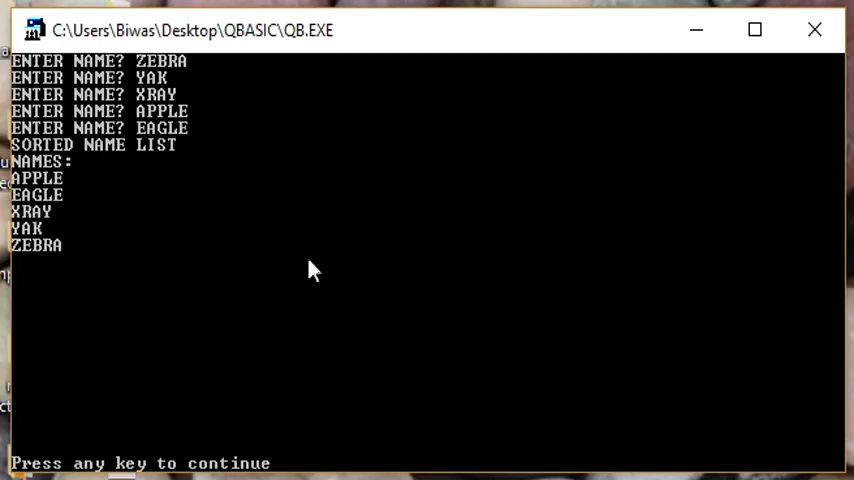 C:\Users\Biwas\Desktop\QBASIC\QB.EXE
ENTER NAME? ZEBRA
ENTER NAME? YAK
ENTER NAME? XRAY
ENTER NAME? APPLE
ENTER NAME? EAGLE
SORTED NAME LIST
NAMES:
APPLE
EAGLE
XRAY
YAK
ZEBRA
Press any key to continue